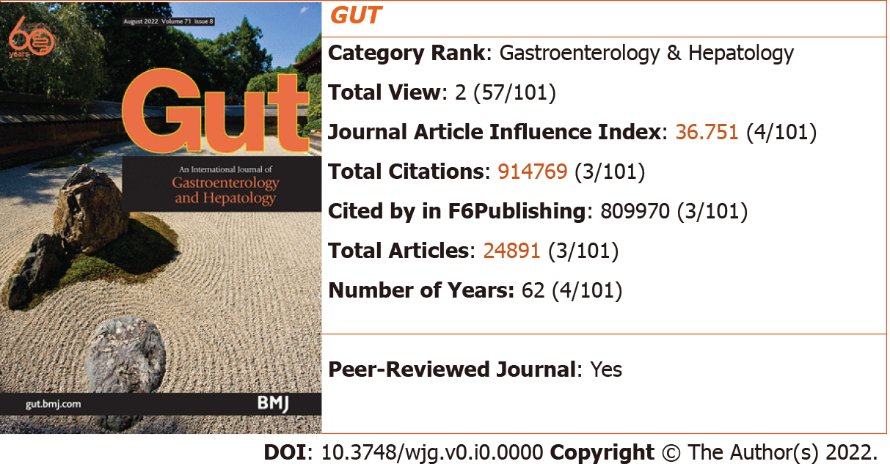 August 2022 Volume 71 Issue 8
60
years
Gut
An International Journal of
Gastroenterology
and Hepatology
gut.bmj.com
BMJ
GUT
Category Rank: Gastroenterology & Hepatology
Total View: 2 (57/101)
Journal Article Influence Index: 36.751 (4/101)
Total Citations: 914769 (3/101)
Cited by in F6Publishing: 809970 (3/101)
Total Articles: 24891 (3/101)
Number of Years: 62 (4/101)
Peer-Reviewed Journal: Yes
DOI: 10.3748/wjg.v0.i0.0000 Copyright © The Author(s) 2022.